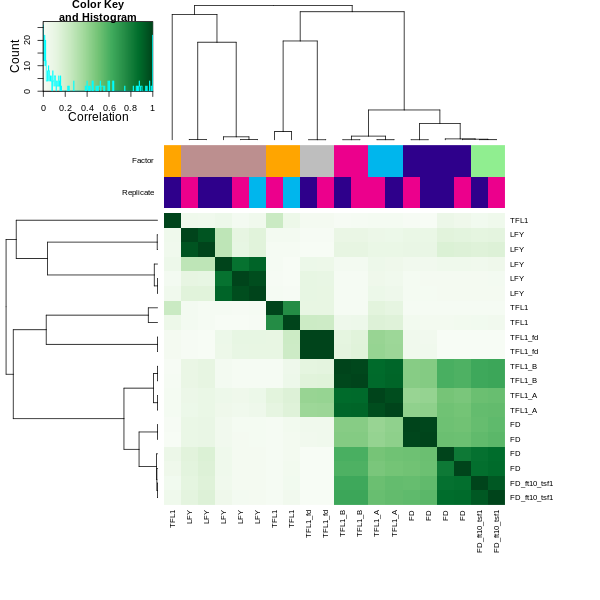 Color Key
and Histogram
Count
0 10 20
0 0.2 0.4 0.6 0.8 1
Correlation
Factor
Replicate
TFL1
LFY
LFY
LFY
LFY
LFY
TFL1
TFL1
TFL1_fd
TFL1_fd
TFL1_B
TFL1_B
TFL1_A
TFL1_A
FD
FD
FD
FD
FD_ft10_tsf1
FD_ft10_tsf1
TFL1
LFY
LFY
LFY
LFY
LFY
TFL1
TFL1
TFL1_fd
TFL1_fd
TFL1_B
TFL1_B
TFL1_A
TFL1_A
FD
FD
FD
FD
FD_ft10_tsf1
FD_ft10_tsf1